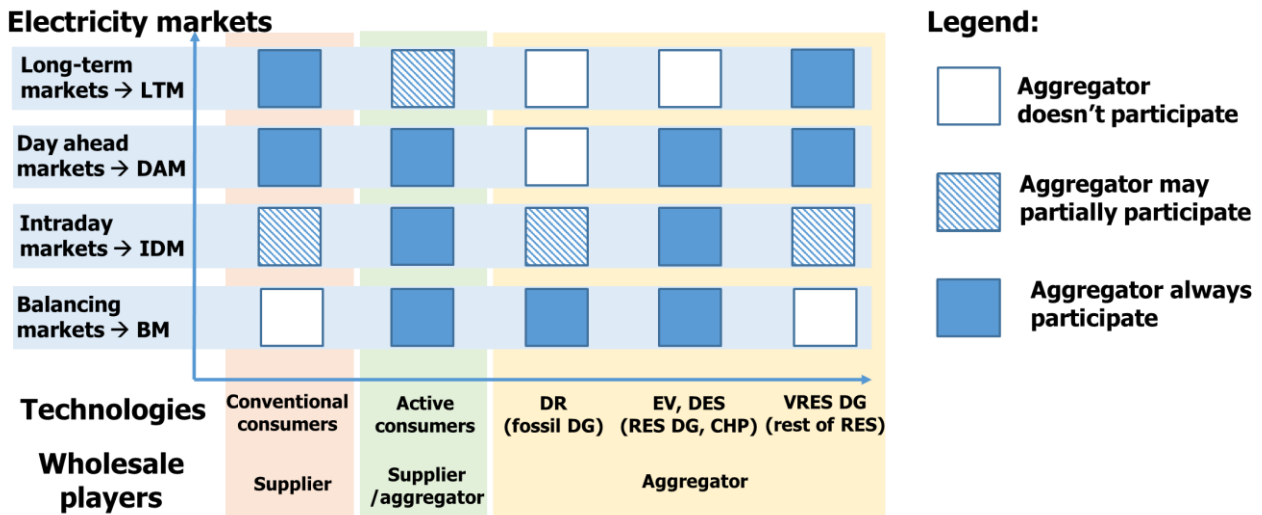 Electricity markets
Legend:
Long-term
markets → LTM
Aggregator
doesn't participate
Day ahead
markets → DAM
Aggregator may
partially participate
Intraday
markets → IDM
Aggregator always
participate
Balancing
markets → BM
Technologies
Conventional
consumers
Active
consumers
DR
(fossil DG)
EV, DES
(RES DG, CHP)
VRES DG
(rest of RES)
Wholesale
players
Supplier
Supplier
/aggregator
Aggregator